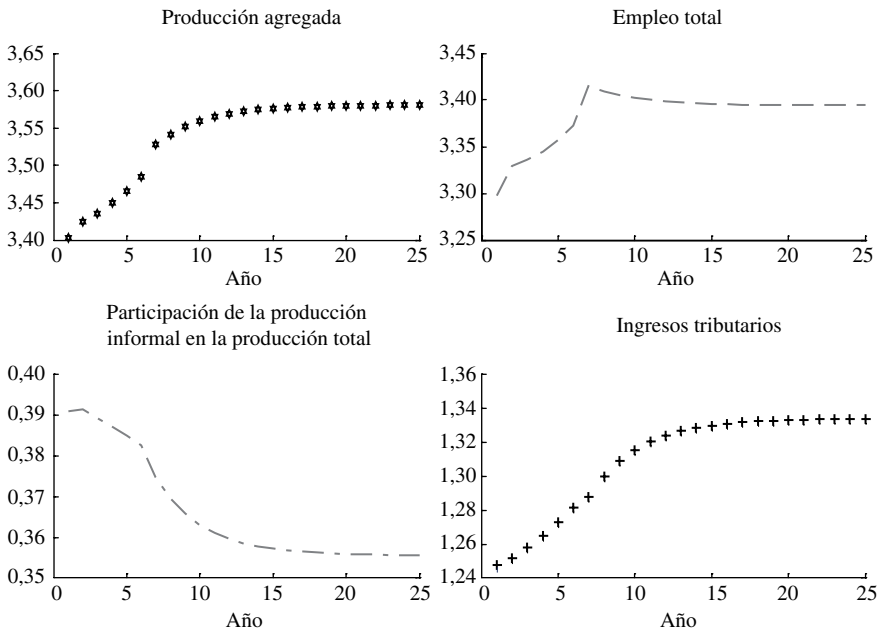 Producción agregada
3,65
3,60
3,55
3,50
3,45
3,40
0 5 10 15 20 25
Año
Empleo total
3,45
3,40
3,35
3,30
3,25
0 5 10 15 20 25
Año
Participación de la producción
informal en la producción total
0,40
0,39
0,38
0,37
0,36
0,35
0 5 10 15 20 25
Año
Ingresos tributarios
1,36
1,34
1,32
1,30
1,28
1,26
1,24
0 5 10 15 20 25
Año